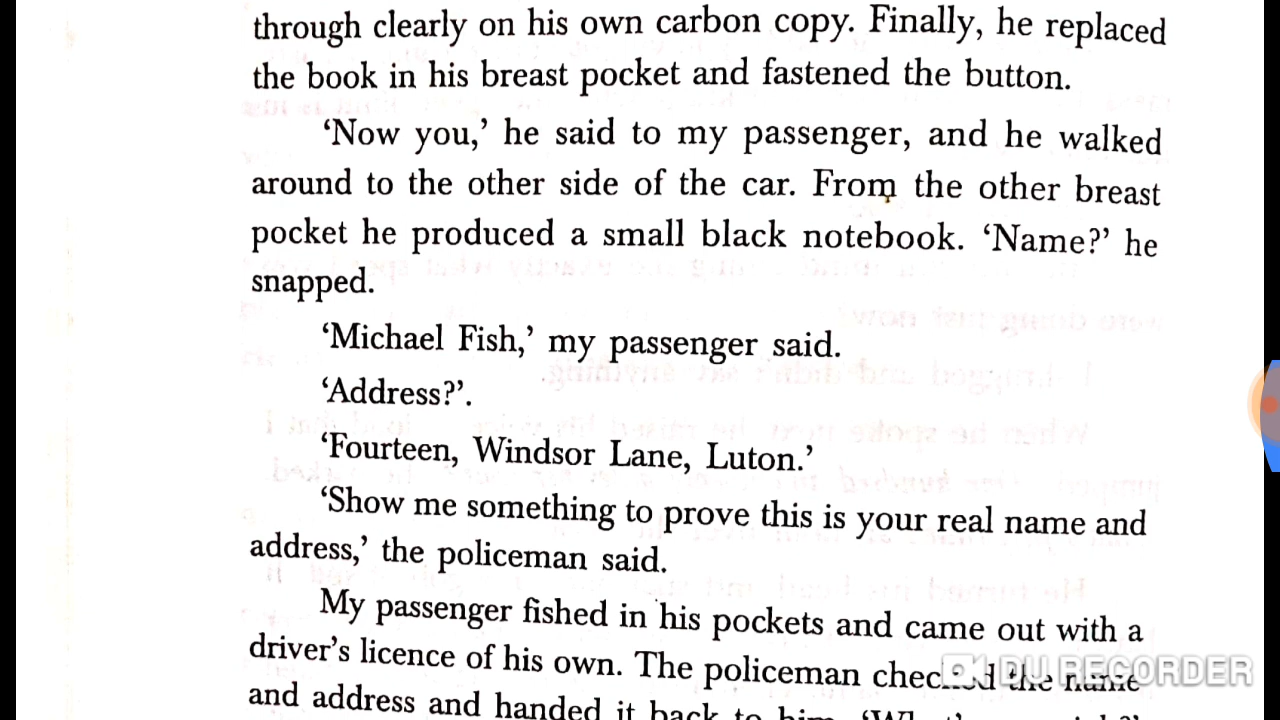 through clearly on his own carbon copy. Finally, he replaced
the book in his breast pocket and fastened the button.
‘Now you,’ he said to my passenger, and he walked
around to the other side of the car. From the other breast
pocket he produced a small black notebook. ‘Name?’ he
snapped.
‘Michael Fish,’ my passenger said.
‘Address?’.
‘Fourteen, Windsor Lane, Luton.’
‘Show me something to prove this is your real name and
address,’ the policeman said.
My passenger fished in his pockets and came out with a
driver’s licence of his own. The policeman checked the name
and address and handed it back to him.
DU RECORDER